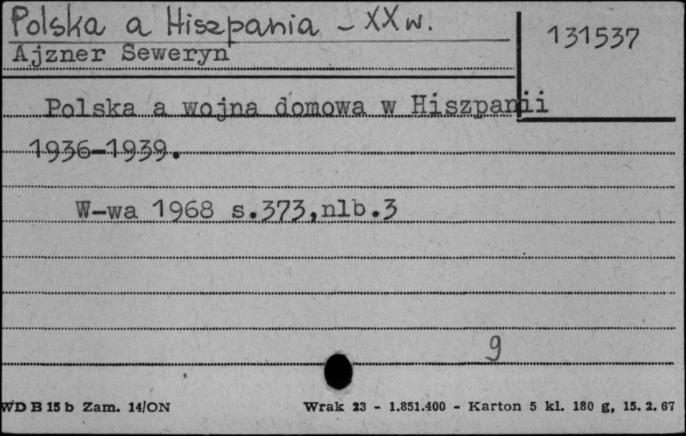 Polska a Hiszpania - XX w.
131537
Ajzner Seweryn
Polska a wojna domowa w Hiszpanii
1936-1939.
W-wa 1968 s.373,nlb.3
9
WD B 15 b Zam. 14/ON
Wrak 23 - 1.851.400 - Karton 5 kl. 180 g, 15. 2. 67